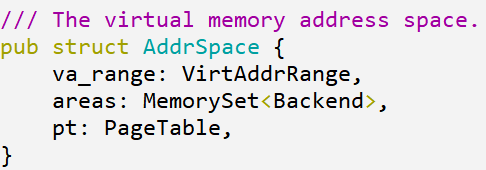 /// The virtual memory address space.
pub struct AddrSpace {
    va_range: VirtAddrRange,
    areas: MemorySet<Backend>,
    pt: PageTable,
}